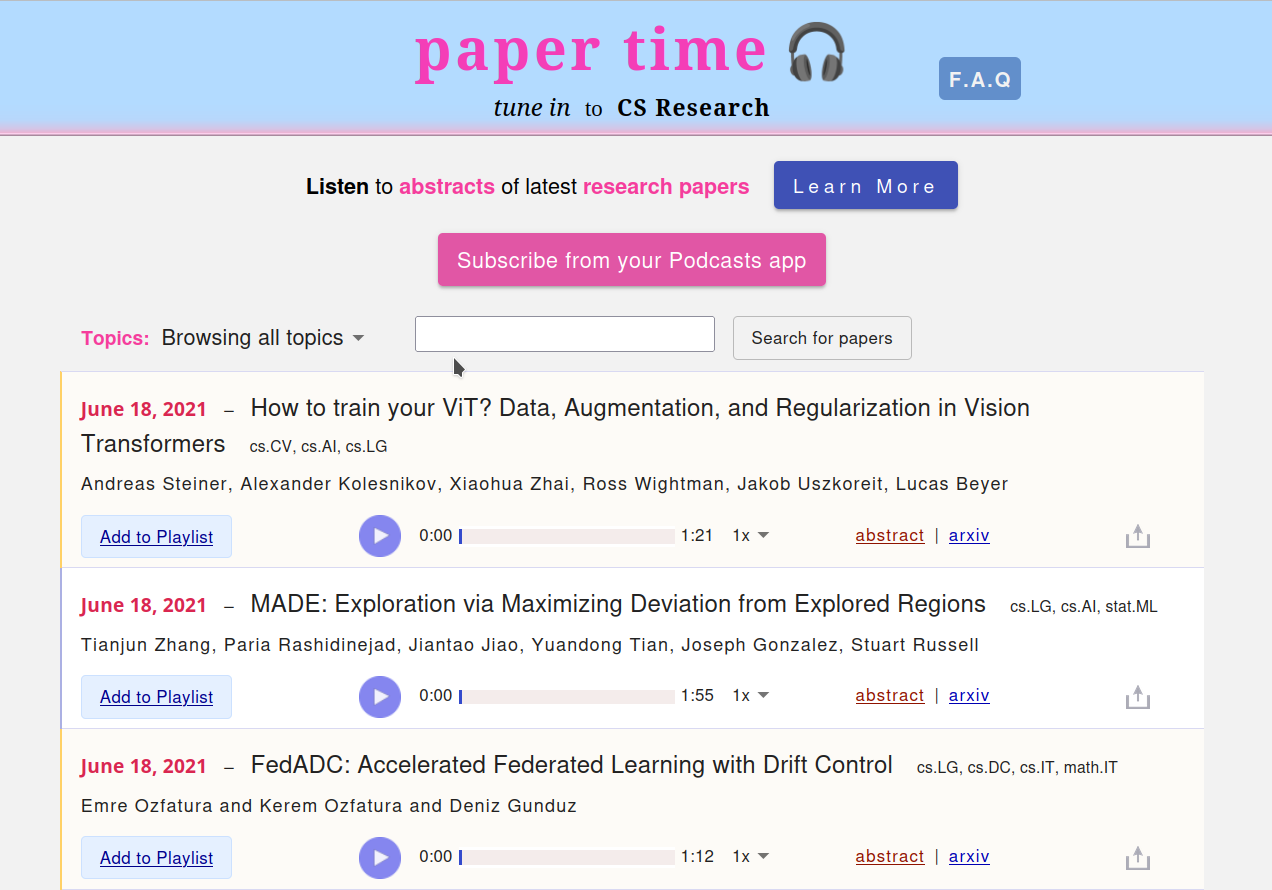 paper time
F.A.Q
tune in to CS Research
Listen to abstracts of latest research papers
Learn More
Subscribe from your Podcasts app
Topics: Browsing all topics
Search for papers
June 18, 2021 – How to train your ViT? Data, Augmentation, and Regularization in Vision
Transformers cs.CV, cs.AI, cs.LG
Andreas Steiner, Alexander Kolesnikov, Xiaohua Zhai, Ross Wightman, Jakob Uszkoreit, Lucas Beyer
Add to Playlist 0:00 1:21 1x abstract | arxiv
June 18, 2021 – MADE: Exploration via Maximizing Deviation from Explored Regions cs.LG, cs.AI, stat.ML
Tianjun Zhang, Paria Rashidinejad, Jiantao Jiao, Yuandong Tian, Joseph Gonzalez, Stuart Russell
Add to Playlist 0:00 1:55 1x abstract | arxiv
June 18, 2021 – FedADC: Accelerated Federated Learning with Drift Control cs.LG, cs.DC, cs.IT, math.IT
Emre Ozfatura and Kerem Ozfatura and Deniz Gunduz
Add to Playlist 0:00 1:12 1x abstract | arxiv